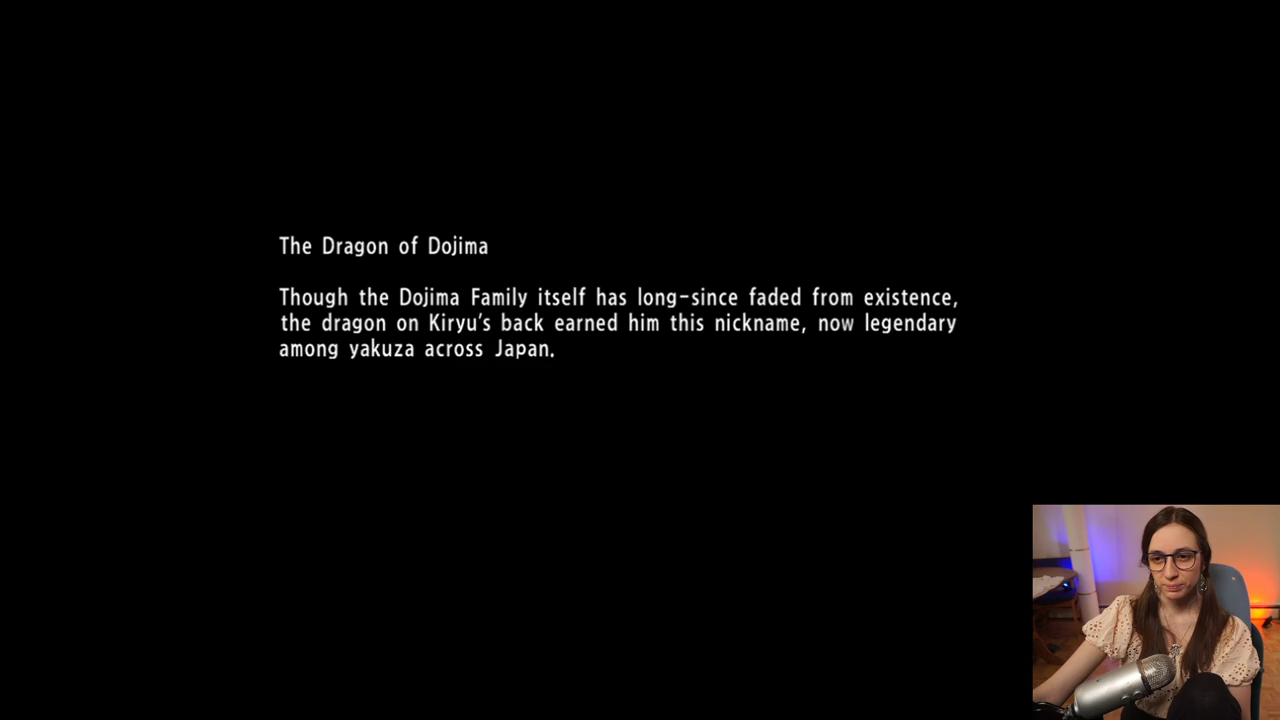 The Dragon of Dojima
Though the Dojima Family itself has long-since faded from existence,
the dragon on Kiryu's back earned him this nickname, now legendary
among yakuza across Japan.